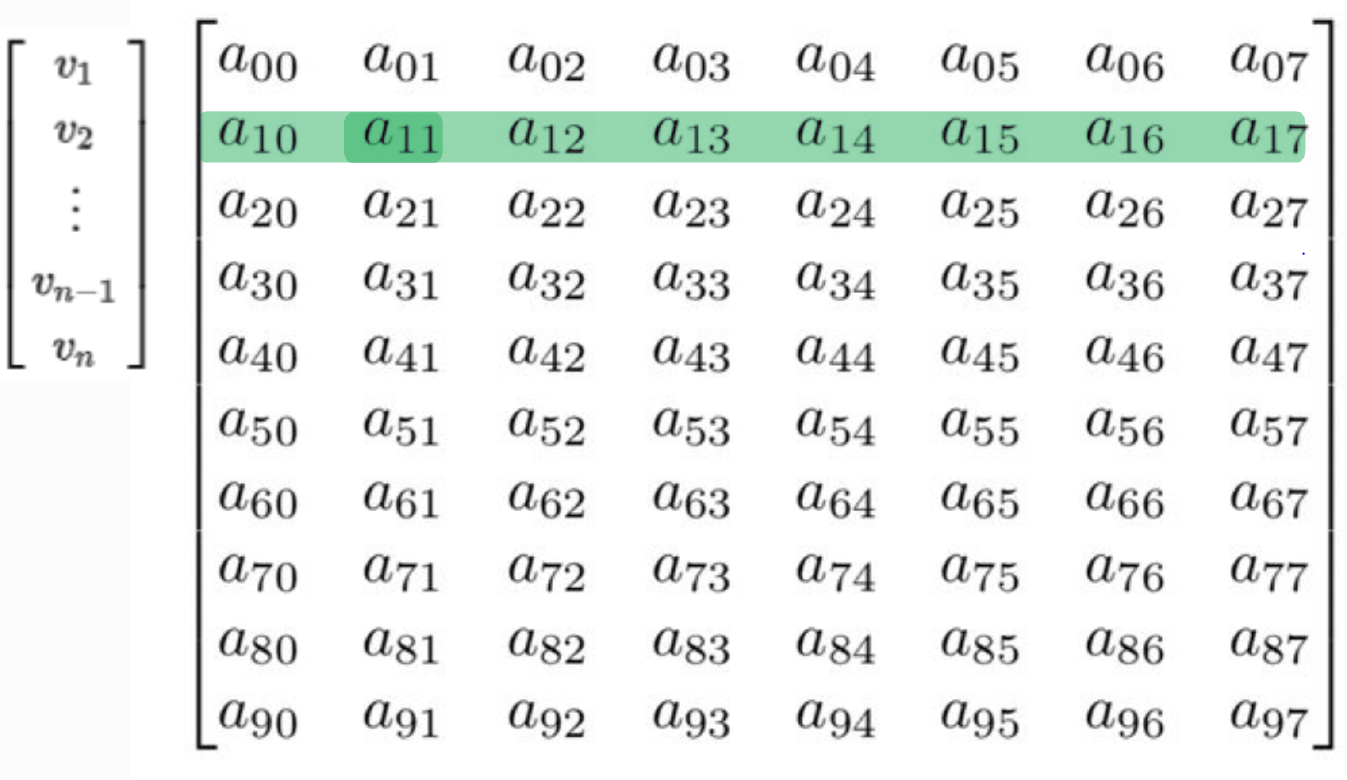 v₁
v₂
⋮
vₙ₋₁
vₙ
a₀₀ a₀₁ a₀₂ a₀₃ a₀₄ a₀₅ a₀₆ a₀₇
a₁₀ a₁₁ a₁₂ a₁₃ a₁₄ a₁₅ a₁₆ a₁₇
a₂₀ a₂₁ a₂₂ a₂₃ a₂₄ a₂₅ a₂₆ a₂₇
a₃₀ a₃₁ a₃₂ a₃₃ a₃₄ a₃₅ a₃₆ a₃₇
a₄₀ a₄₁ a₄₂ a₄₃ a₄₄ a₄₅ a₄₆ a₄₇
a₅₀ a₅₁ a₅₂ a₅₃ a₅₄ a₅₅ a₅₆ a₅₇
a₆₀ a₆₁ a₆₂ a₆₃ a₆₄ a₆₅ a₆₆ a₆₇
a₇₀ a₇₁ a₇₂ a₇₃ a₇₄ a₇₅ a₇₆ a₇₇
a₈₀ a₈₁ a₈₂ a₈₃ a₈₄ a₈₅ a₈₆ a₈₇
a₉₀ a₉₁ a₉₂ a₉₃ a₉₄ a₉₅ a₉₆ a₉₇